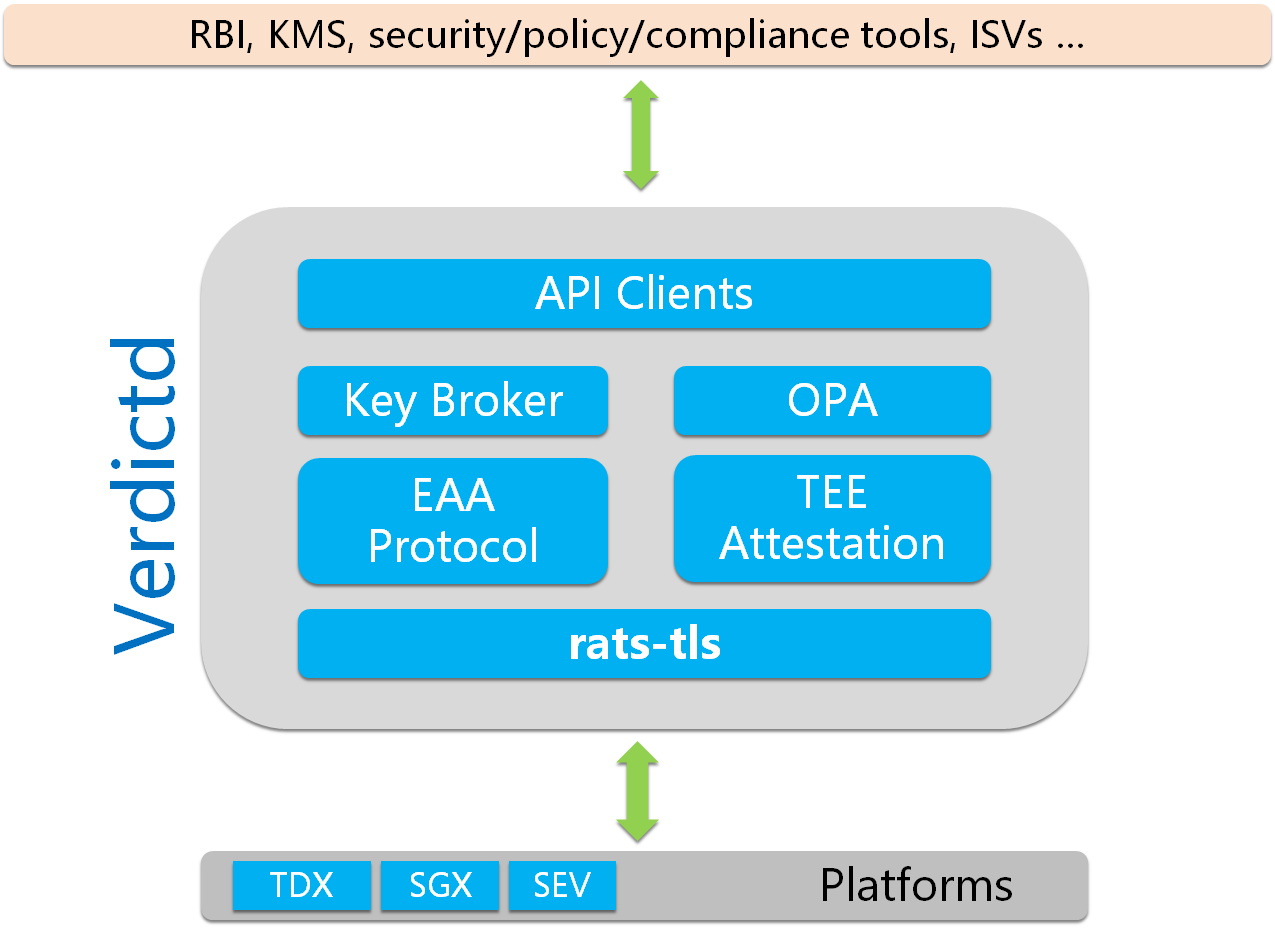 RBI, KMS, security/policy/compliance tools, ISVs ...
Verdictd
API Clients
Key Broker
OPA
EAA
Protocol
TEE
Attestation
rats-tls
TDX
SGX
SEV
Platforms